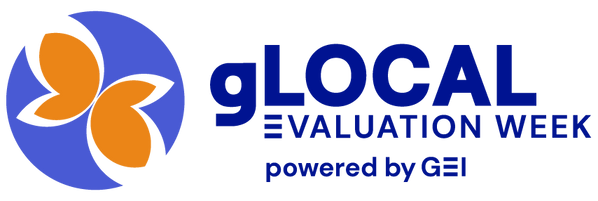 gLOCAL
EVALUATION WEEK
powered by GEI